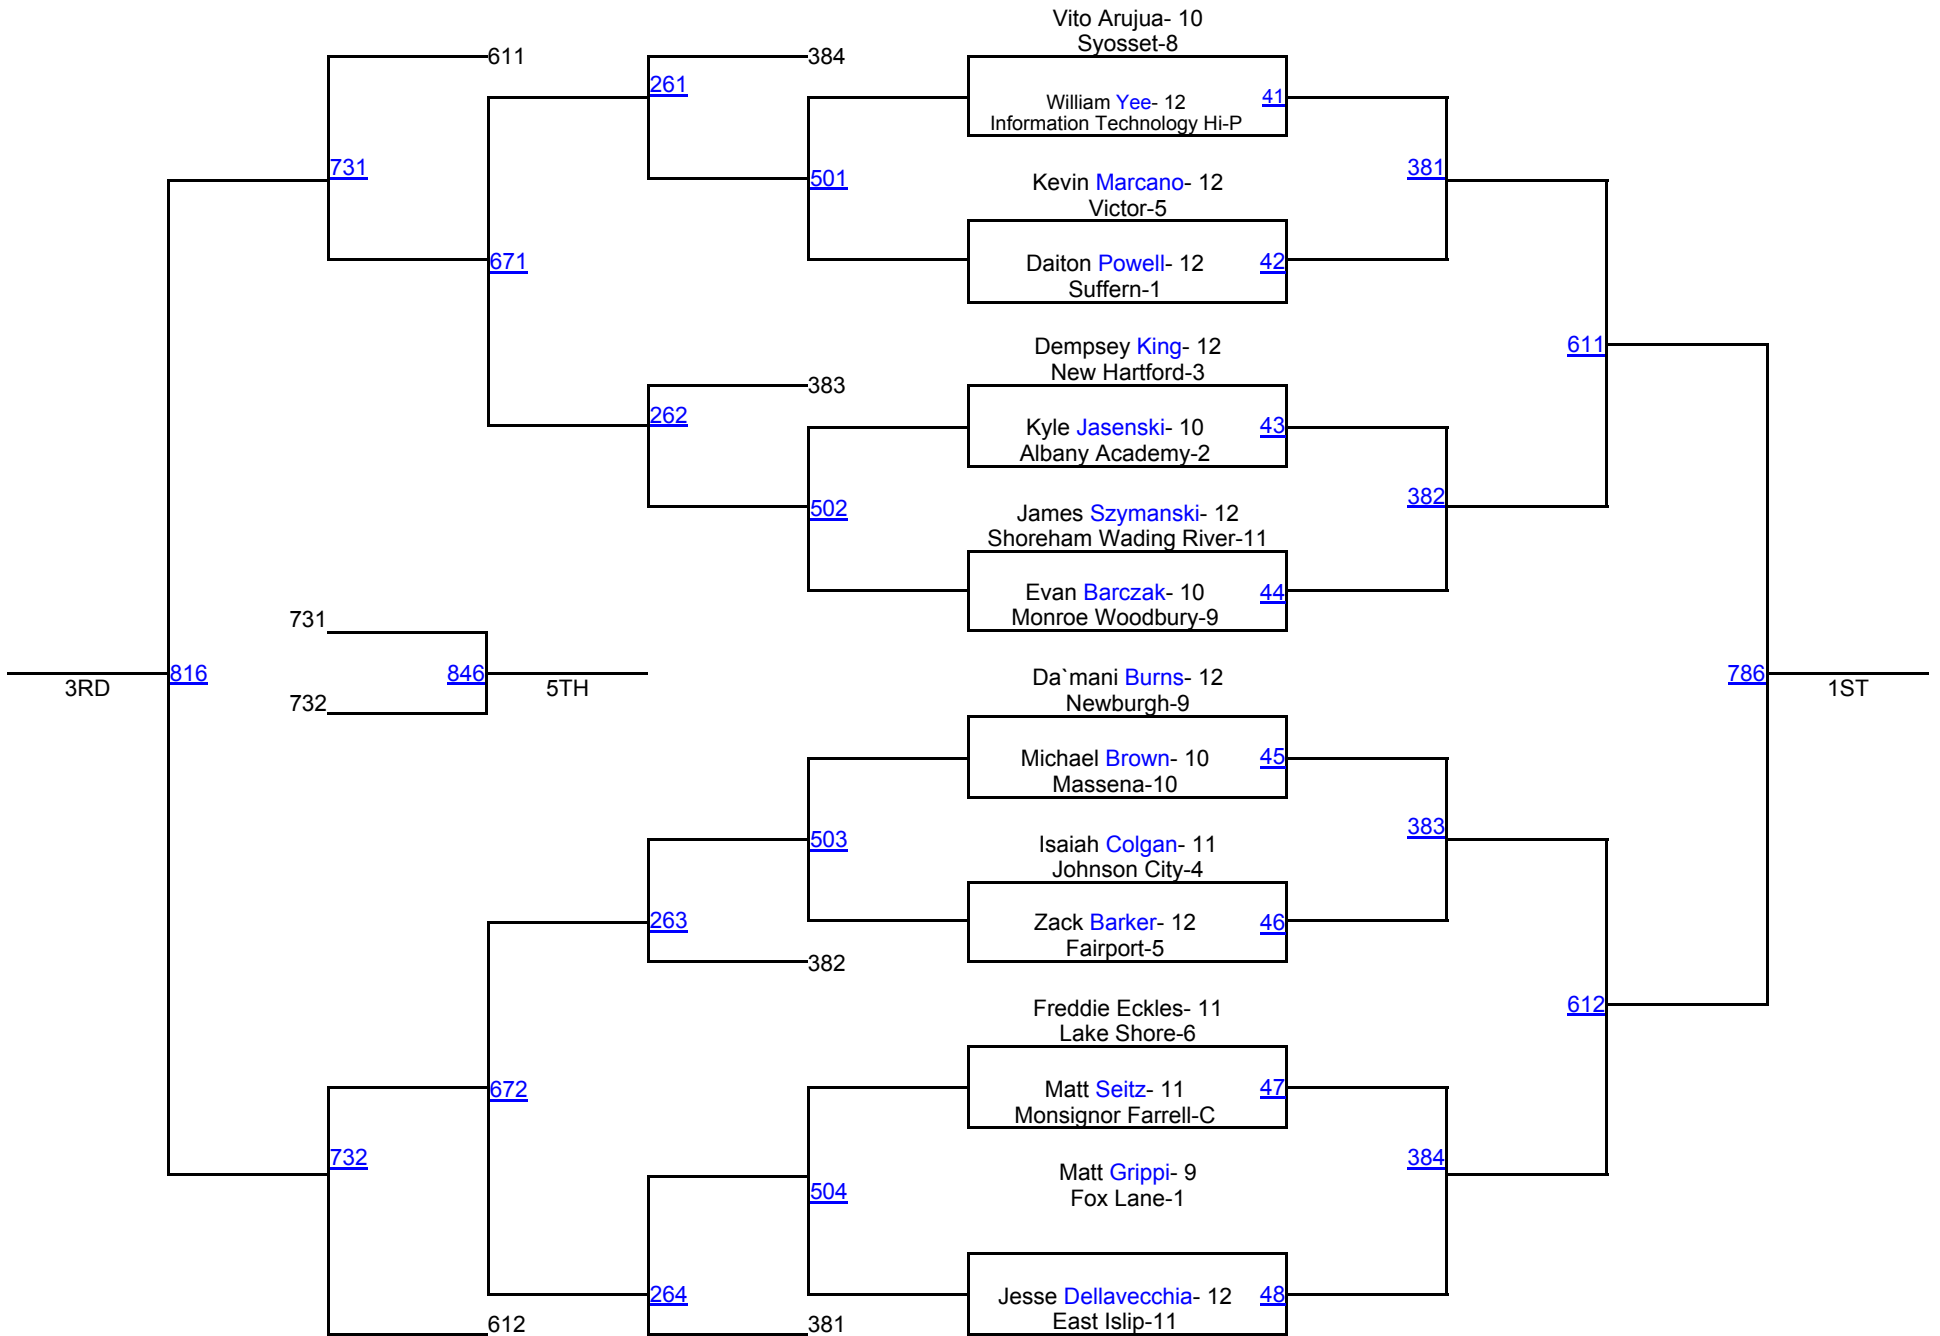 Vito Arujua- 10
Syosset-8
611
384
261
William Yee- 12
41
Information Technology Hi-P
731
501
Kevin Marcano- 12
381
Victor-5
671
Daiton Powell- 12
42
Suffern-1
Dempsey King- 12
611
New Hartford-3
383
262
Kyle Jasenski- 10
43
Albany Academy-2
502
James Szymanski- 12
382
Shoreham Wading River-11
Evan Barczak- 10
44
Monroe Woodbury-9
731
3RD
816
846
5TH
Da`mani Burns- 12
786
1ST
Newburgh-9
732
Michael Brown- 10
45
Massena-10
503
Isaiah Colgan- 11
383
Johnson City-4
263
Zack Barker- 12
46
Fairport-5
382
Freddie Eckles- 11
612
Lake Shore-6
672
Matt Seitz- 11
47
Monsignor Farrell-C
732
504
Matt Grippi- 9
384
Fox Lane-1
264
Jesse Dellavecchia- 12
48
East Islip-11
612
381